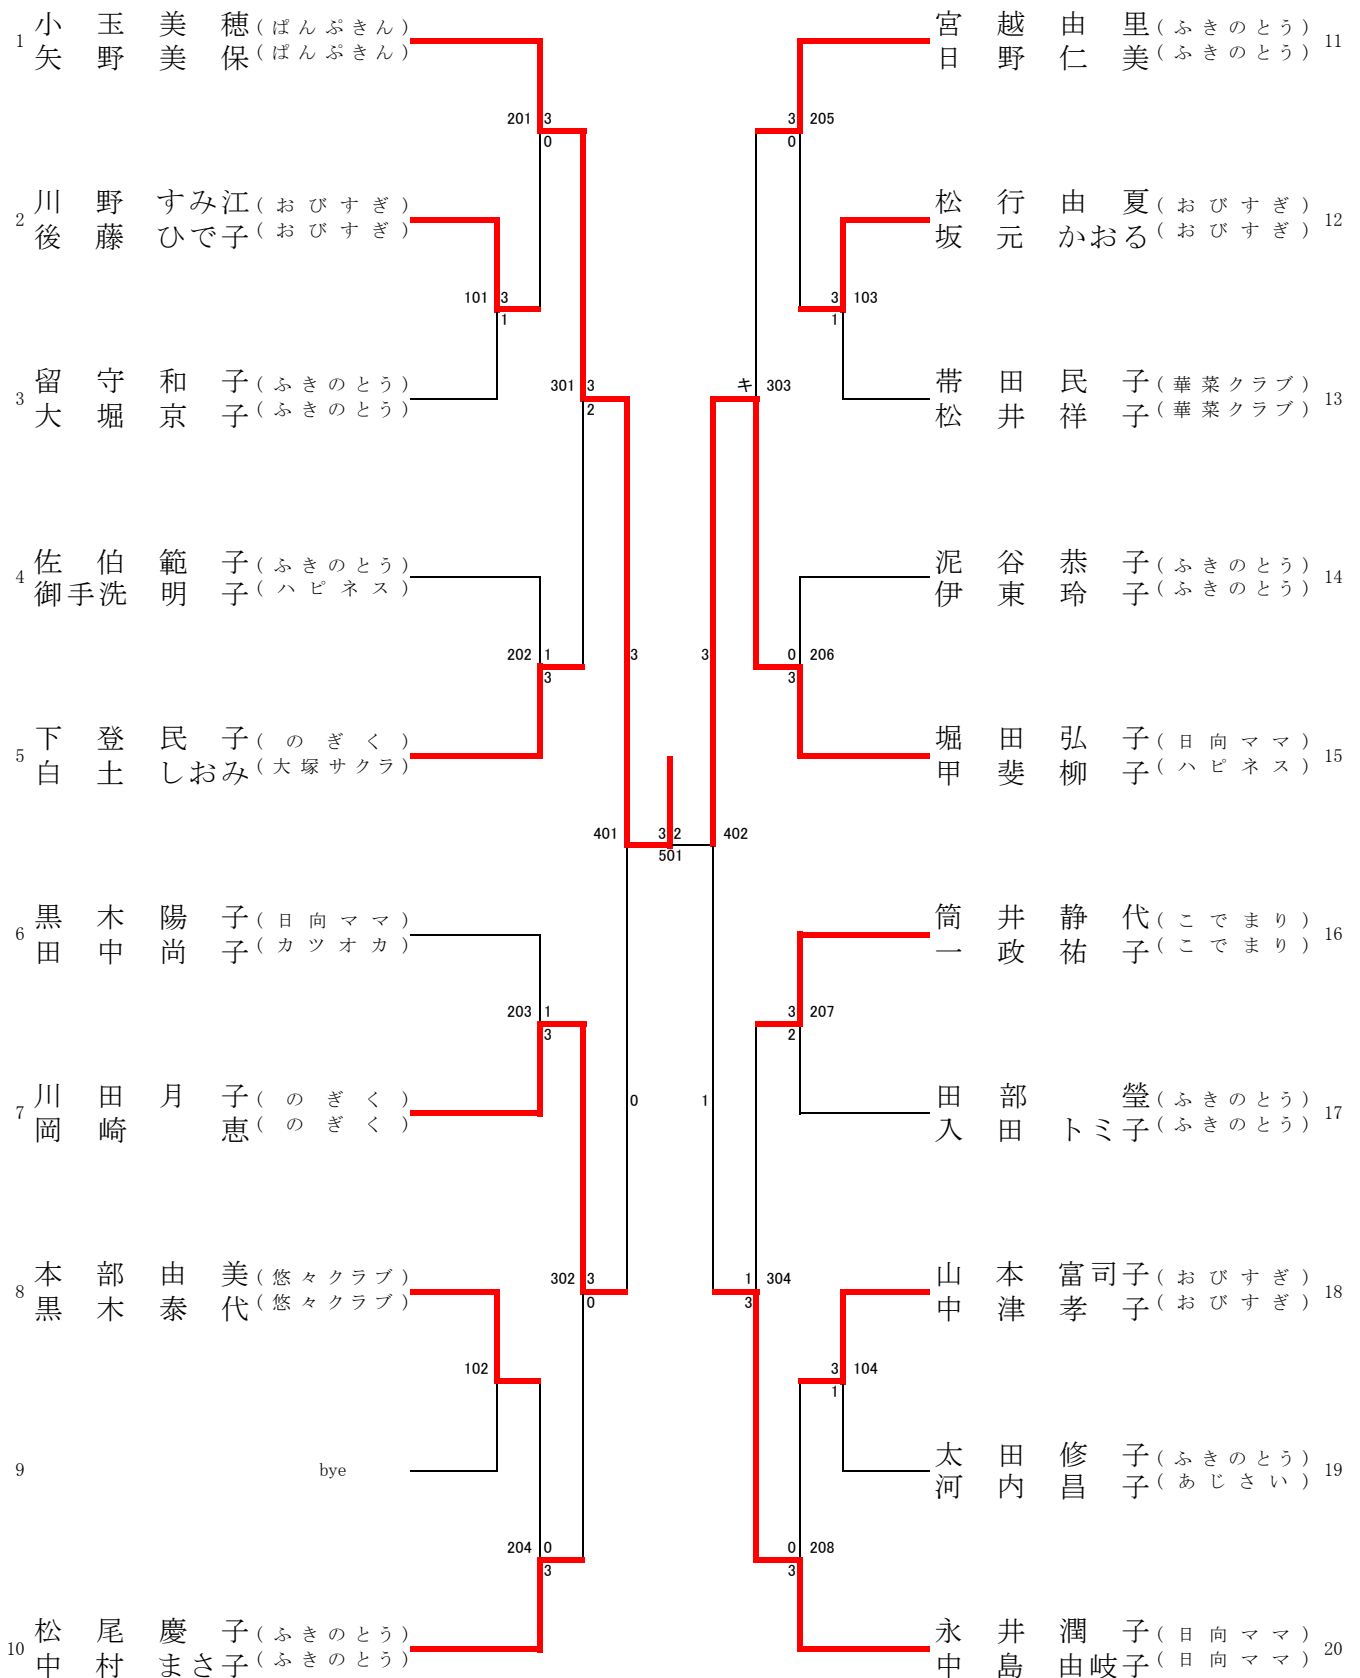 1 小玉美穂(ぱんぷきん)
矢野美保(ぱんぷきん)
201 3
0
2 川野すみ江(おびすぎ)
後藤ひで子(おびすぎ)
101 3
1
3 留守和子(ふきのとう)
大堀京子(ふきのとう)
301 3
2
4 佐伯範子(ふきのとう)
御手洗明子(ハピネス)
202 1
3
3
5 下登民子(のぎく)
白土しおみ(大塚サクラ)
401
6 黒木陽子(日向ママ)
田中尚子(カツオカ)
203 1
3
7 川田月子(のぎく)
岡崎恵(のぎく)
0
8 本部由美(悠々クラブ)
黒木泰代(悠々クラブ)
302 3
0
102
9 bye
204 0
3
10 松尾慶子(ふきのとう)
中村まさ子(ふきのとう)
3 2
501
宮越由里(ふきのとう) 11
日野仁美(ふきのとう)
3 205
0
松行由夏(おびすぎ) 12
坂元かおる(おびすぎ)
3 103
1
帯田民子(華菜クラブ) 13
松井祥子(華菜クラブ)
キ 303
泥谷恭子(ふきのとう) 14
伊東玲子(ふきのとう)
0 206
3
3
堀田弘子(日向ママ) 15
甲斐柳子(ハピネス)
402
筒井静代(こでまり) 16
一政祐子(こでまり)
3 207
2
田部瑩(ふきのとう) 17
入田トミ子(ふきのとう)
1
山本富司子(おびすぎ) 18
中津孝子(おびすぎ)
1 304
3
3 104
1
太田修子(ふきのとう) 19
河内昌子(あじさい)
0 208
3
永井潤子(日向ママ) 20
中島由岐子(日向ママ)